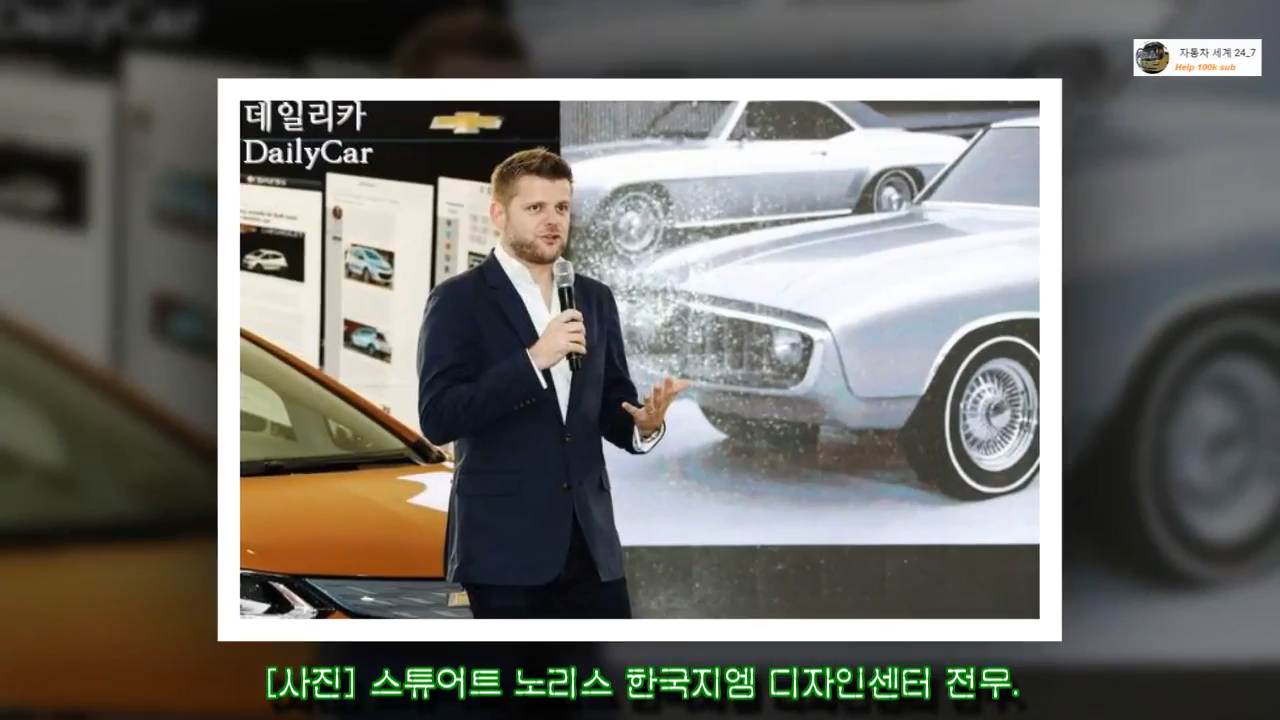 자동차 세계 24_7
Help 100k sub
데일리카
DailyCar
[사진] 스튜어트 노리스 한국지엠 디자인센터 전무.